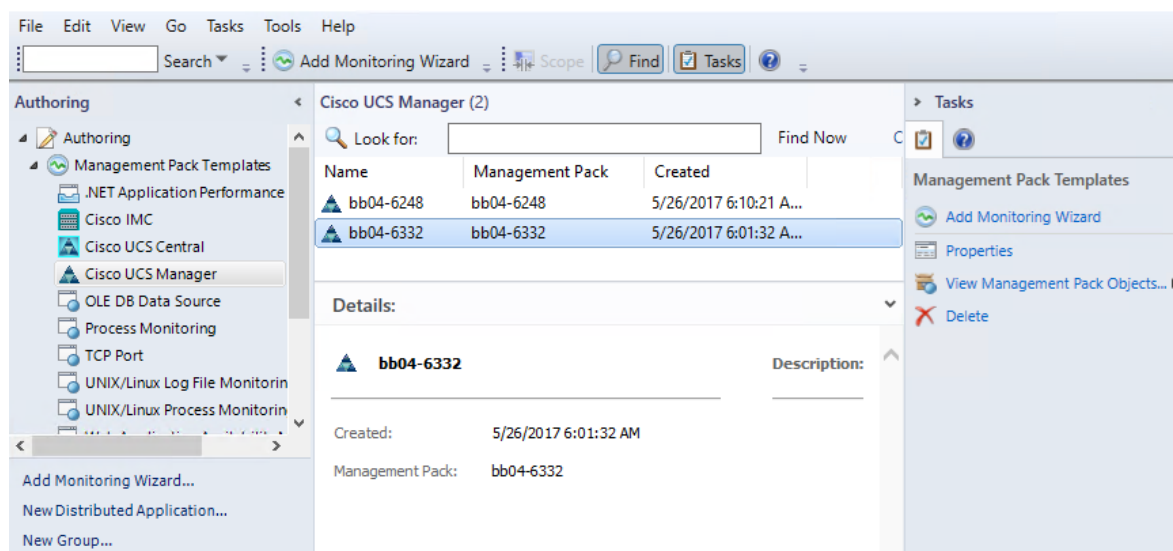 File Edit View Go Tasks Tools Help
Search Add Monitoring Wizard Scope Find Tasks
Authoring
Authoring
Management Pack Templates
.NET Application Performance
Cisco IMC
Cisco UCS Central
Cisco UCS Manager
OLE DB Data Source
Process Monitoring
TCP Port
UNIX/Linux Log File Monitorin
UNIX/Linux Process Monitorin
Add Monitoring Wizard...
New Distributed Application...
New Group...
Cisco UCS Manager (2)
Look for: Find Now C
Name Management Pack Created
bb04-6248 bb04-6248 5/26/2017 6:10:21 A...
bb04-6332 bb04-6332 5/26/2017 6:01:32 A...
Details:
bb04-6332 Description:
Created: 5/26/2017 6:01:32 AM
Management Pack: bb04-6332
Tasks
Management Pack Templates
Add Monitoring Wizard
Properties
View Management Pack Objects...
Delete